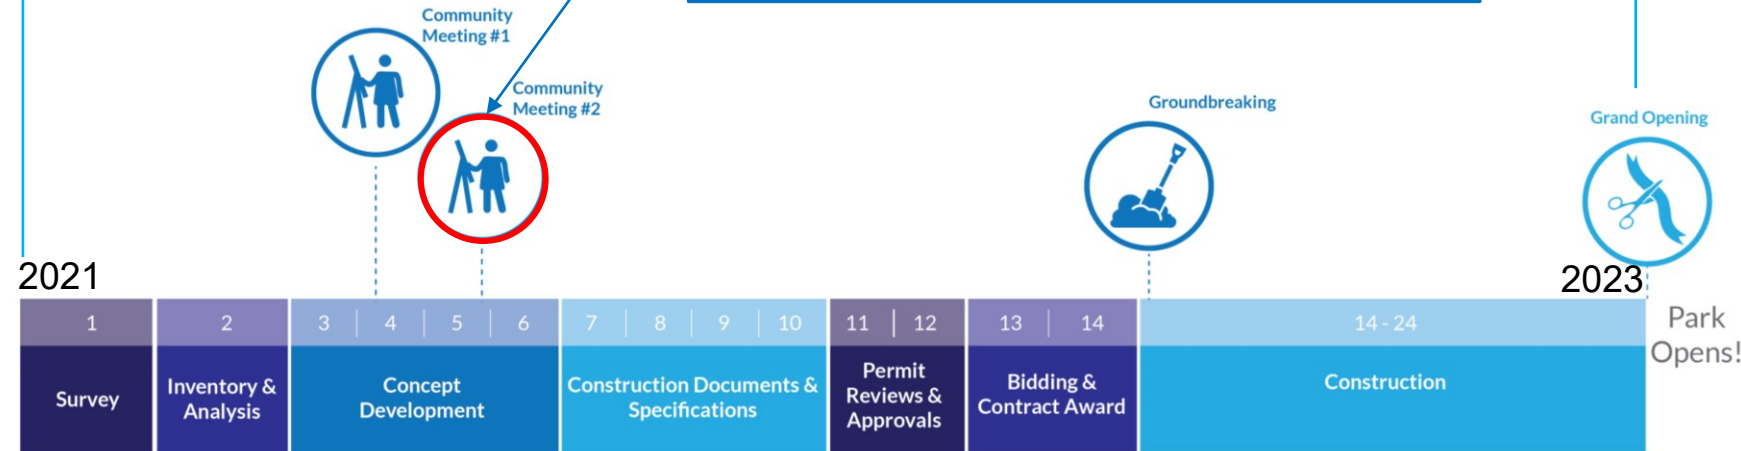 Community
Meeting #1
Community
Meeting #2
Groundbreaking
Grand Opening
2021
2023
1
2
3 | 4 | 5 | 6
7 | 8 | 9 | 10
11 | 12
13 | 14
14 - 24
Park
Opens!
Survey
Inventory &
Analysis
Concept
Development
Construction Documents &
Specifications
Permit
Reviews &
Approvals
Bidding &
Contract Award
Construction